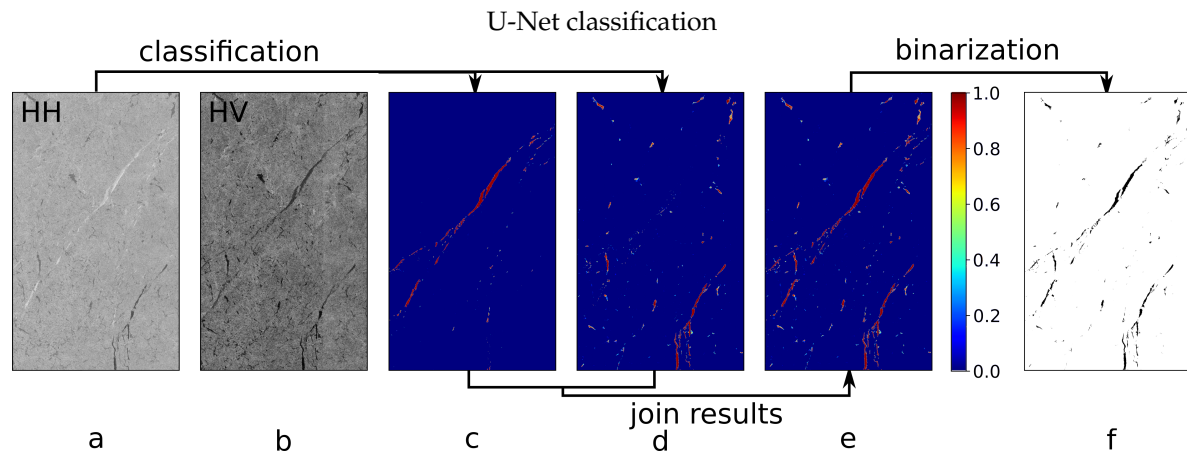 U-Net classification
classification
binarization
HH
HV
1.0
0.8
0.6
0.4
0.2
0.0
join results
a
b
c
d
e
f